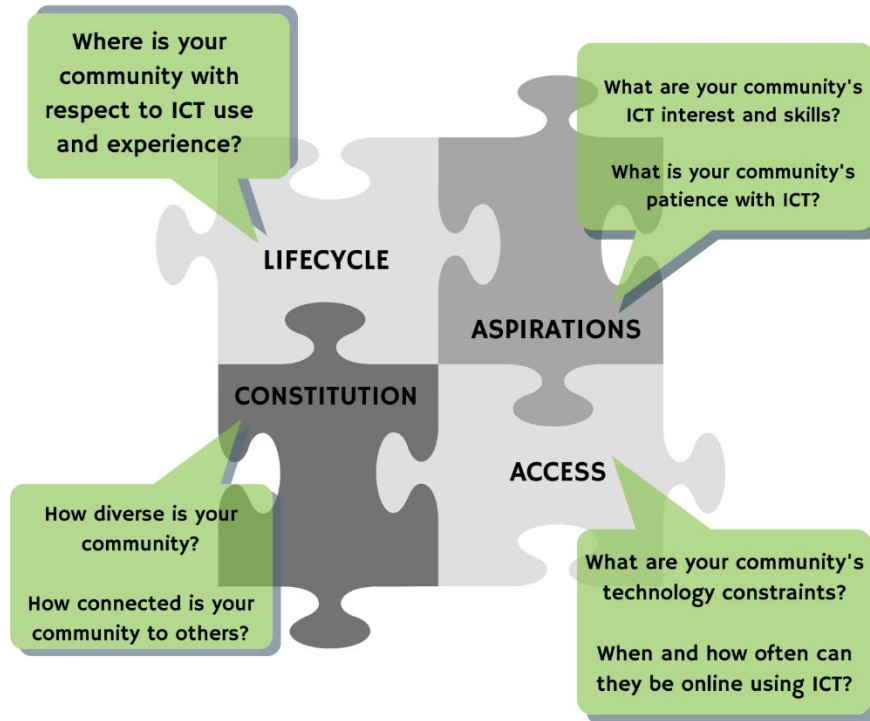 Where is your
community with
respect to ICT use
and experience?
What are your community's
ICT interest and skills?
What is your community's
patience with ICT?
LIFECYCLE
ASPIRATIONS
CONSTITUTION
ACCESS
How diverse is your
community?
How connected is your
community to others?
What are your community's
technology constraints?
When and how often can
they be online using ICT?